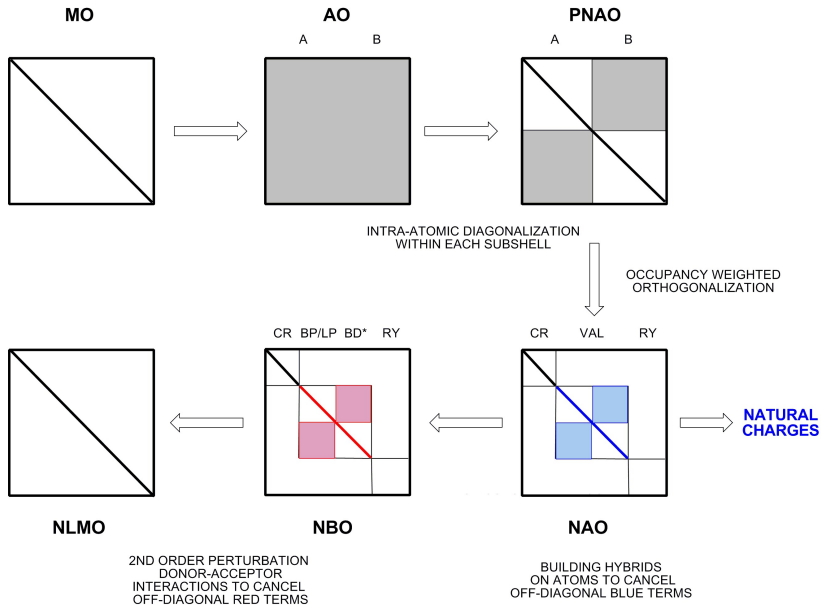 MO
AO
PNAO
A B
A B
INTRA-ATOMIC DIAGONALIZATION
WITHIN EACH SUBSHELL
OCCUPANCY WEIGHTED
ORTHOGONALIZATION
CR BP/LP BD* RY
CR VAL RY
NATURAL
CHARGES
NLMO
NBO
NAO
2ND ORDER PERTURBATION
DONOR-ACCEPTOR
INTERACTIONS TO CANCEL
OFF-DIAGONAL RED TERMS
BUILDING HYBRIDS
ON ATOMS TO CANCEL
OFF-DIAGONAL BLUE TERMS